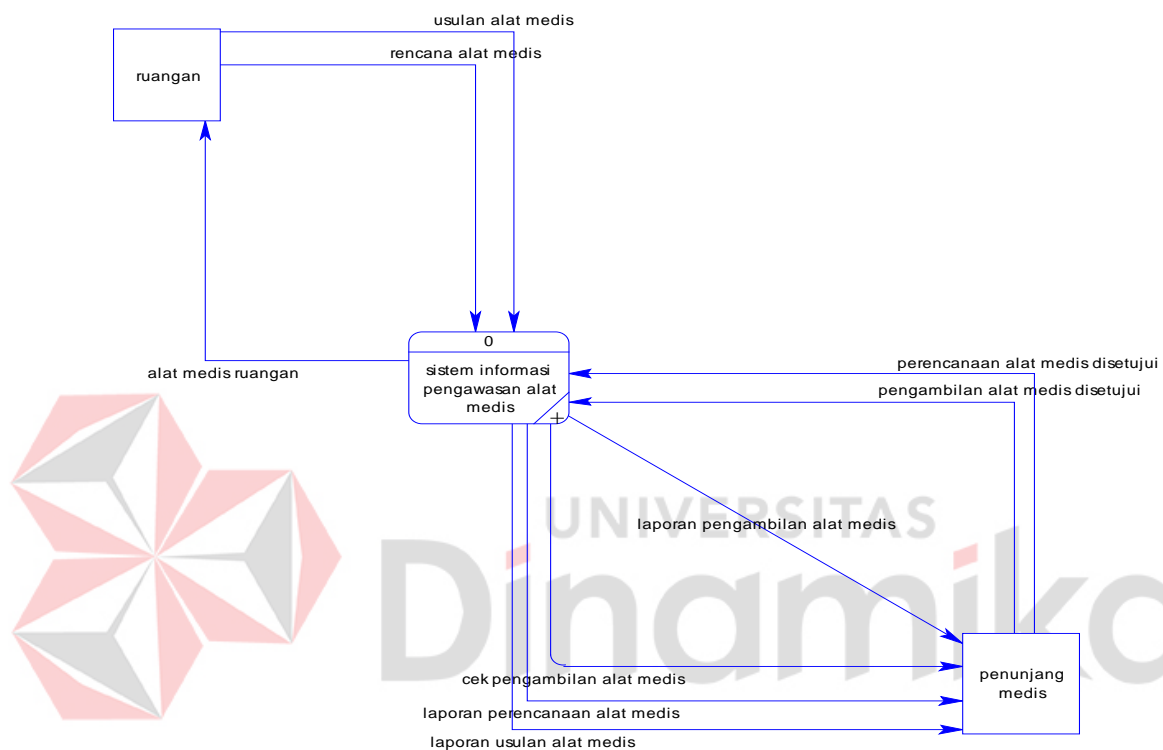 usulan alat medis
rencana alat medis
ruangan
0
sistem informasi
pengawasan alat
medis
alat medis ruangan
perencanaan alat medis disetujui
pengambilan alat medis disetujui
UNIVERSITAS
Dinamika
laporan pengambilan alat medis
penunjang
medis
cek pengambilan alat medis
laporan perencanaan alat medis
laporan usulan alat medis